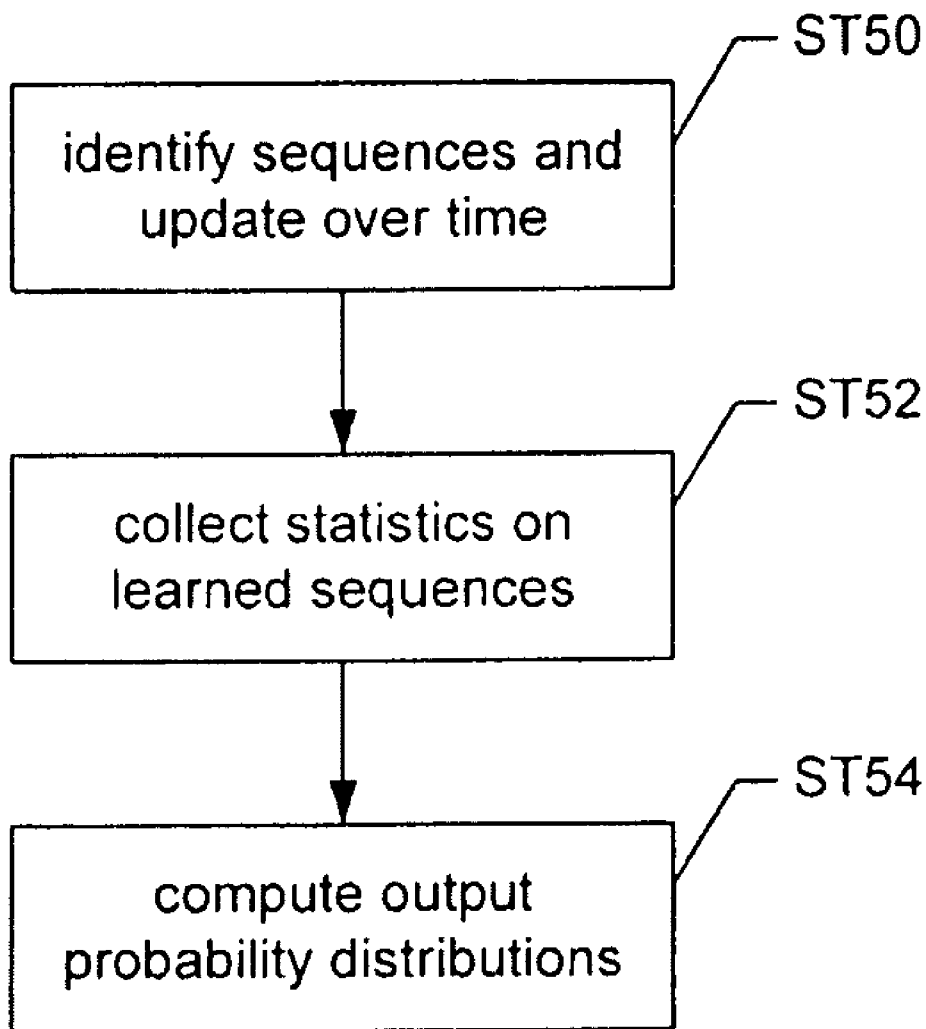 ST50
identify sequences and
update over time
ST52
collect statistics on
learned sequences
ST54
compute output
probability distributions